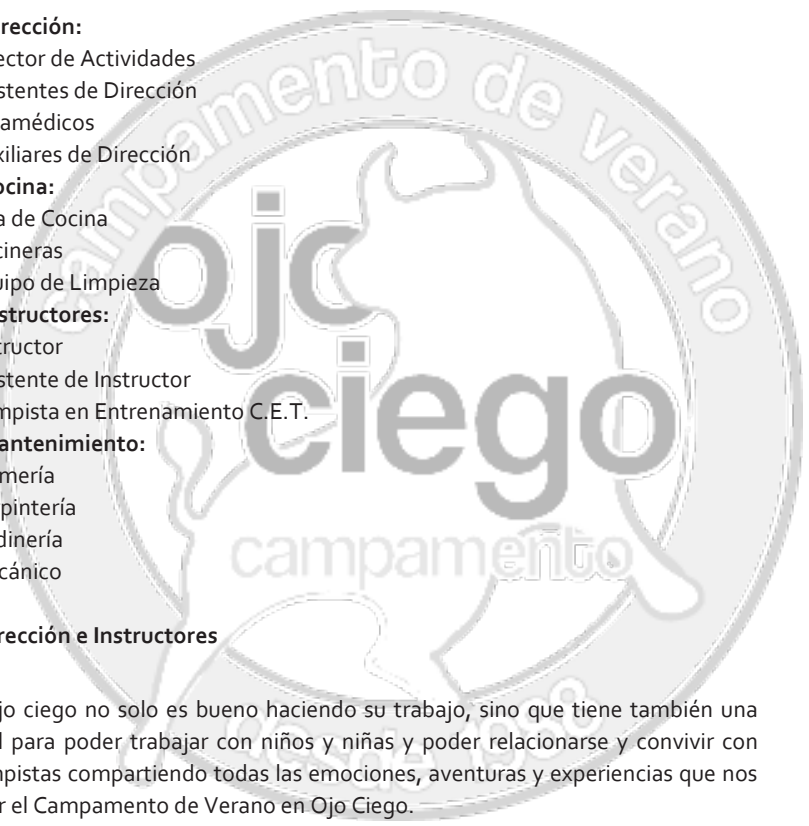 rección:
ector de Actividades
stentes de Dirección
amédicos
xiliares de Dirección
ocina:
a de Cocina
cineras
uipo de Limpieza
structores:
tructor
stente de Instructor
mpista en Entrenamiento C.E.T.
antenimiento:
mería
pintería
dinería
cánico
rección e Instructores
jo ciego no solo es bueno haciendo su trabajo, sino que tiene también una
l para poder trabajar con niños y niñas y poder relacionarse y convivir con
mpistas compartiendo todas las emociones, aventuras y experiencias que nos
r el Campamento de Verano en Ojo Ciego.
campamento de verano
ojo
ciego
campamento
desde 1988